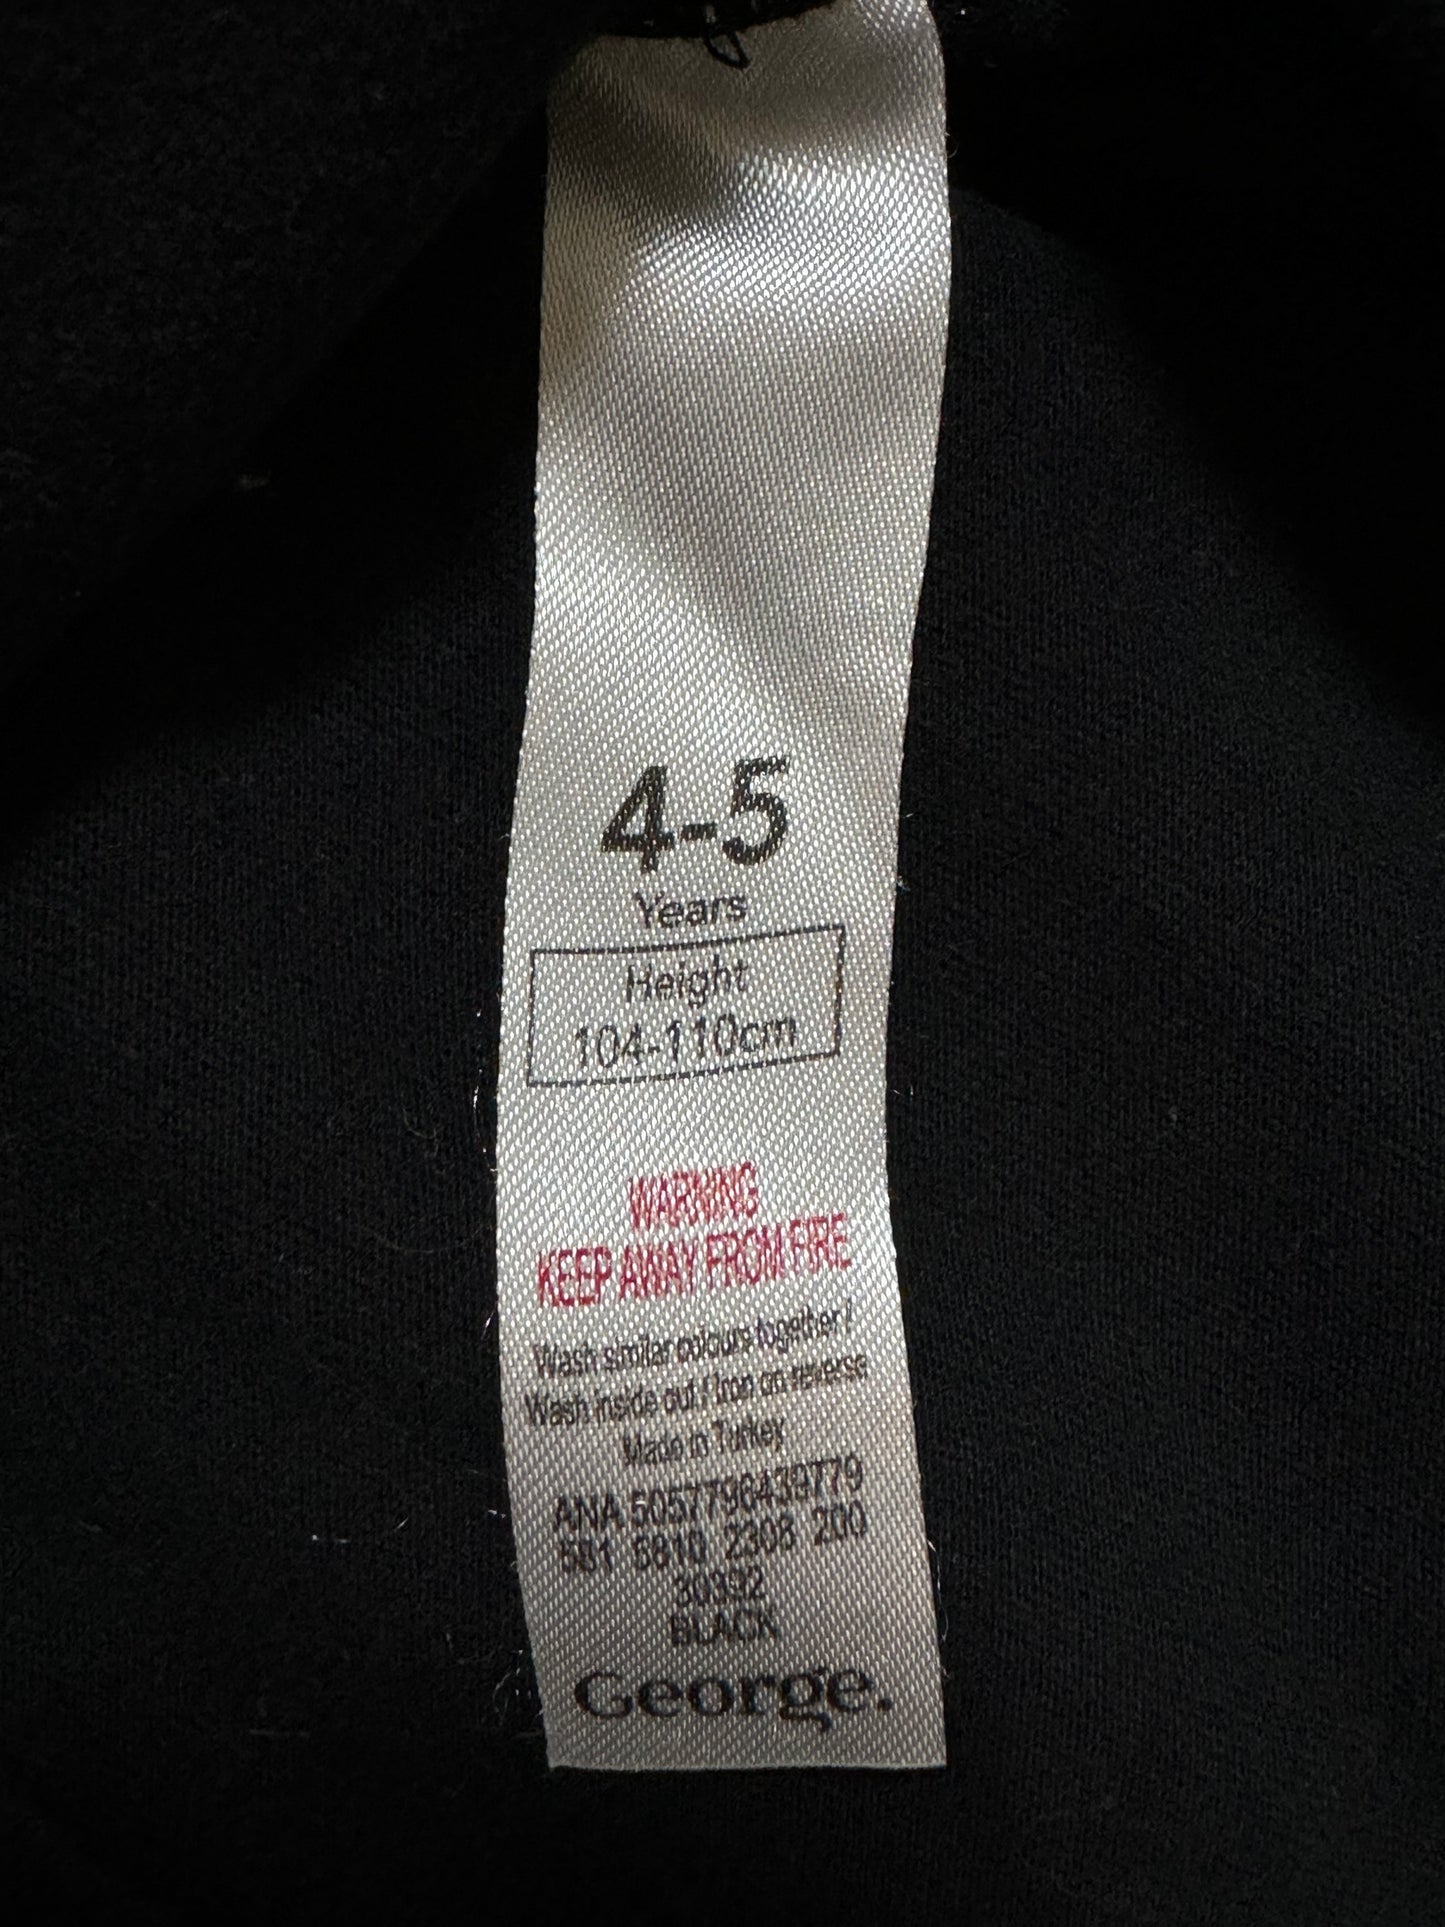 4-5
Years
Height
104-110cm
WARNING
KEEP AWAY FROM FIRE
Wash similar colours together /
Wash inside out / Iron on reverse
Made in Turkey
ANA 5057796439779
581 5810 2308 200
30392
BLACK
George.